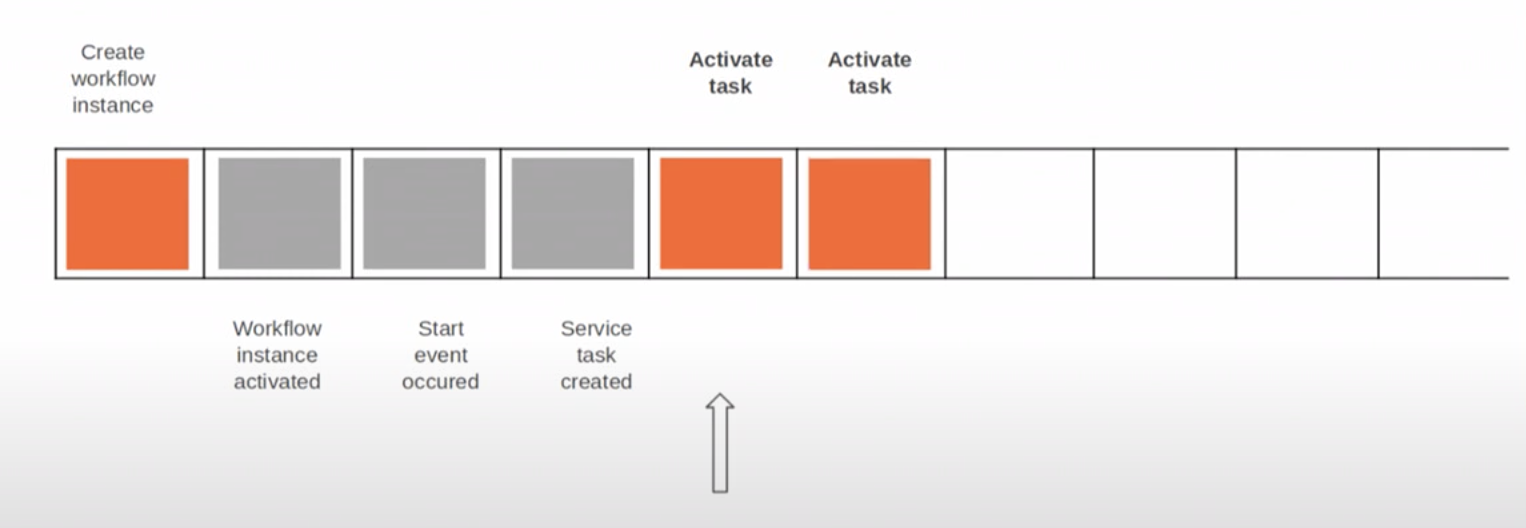 Create
workflow
instance
Activate
task
Activate
task
Workflow
instance
activated
Start
event
occured
Service
task
created